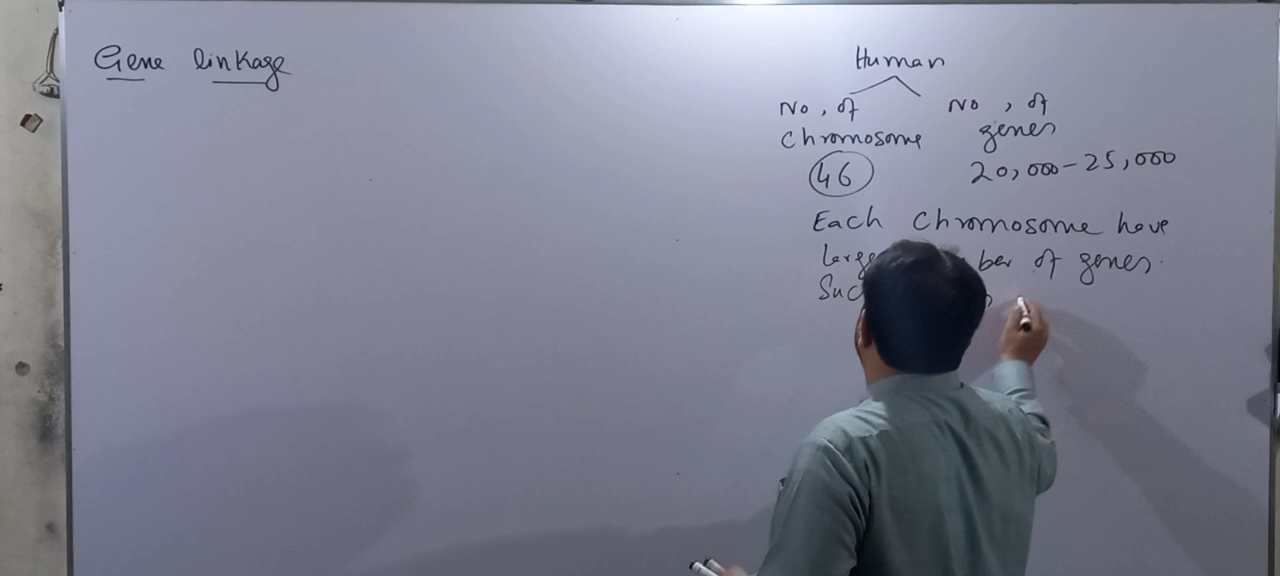 Gene linkage
Human
No, of
chromosome
46
No, of
genes
20,000-25,000
Each Chromosome have
large of genes.